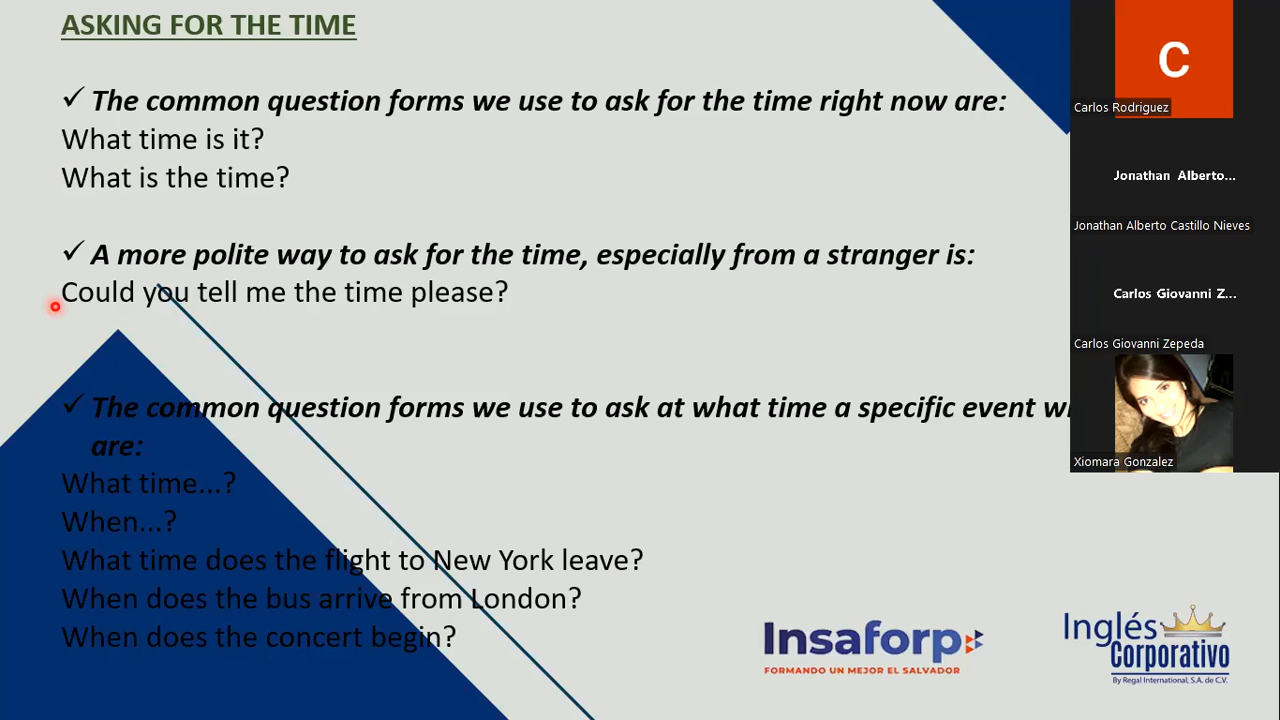 ASKING FOR THE TIME
✓ The common question forms we use to ask for the time right now are:
What time is it?
What is the time?
✓ A more polite way to ask for the time, especially from a stranger is:
Could you tell me the time please?
✓ The common question forms we use to ask at what time a specific event
are:
What time...?
When...?
What time does the flight to New York leave?
When does the bus arrive from London?
When does the concert begin?
Insaforp
FORMANDO UN MEJOR EL SALVADOR
Inglés
Corporativo
By Regal International, S.A. de C.V.
C
Carlos Rodriguez
Jonathan Alberto...
Jonathan Alberto Castillo Nieves
Carlos Giovanni Z...
Carlos Giovanni Zepeda
Xiomara Gonzalez